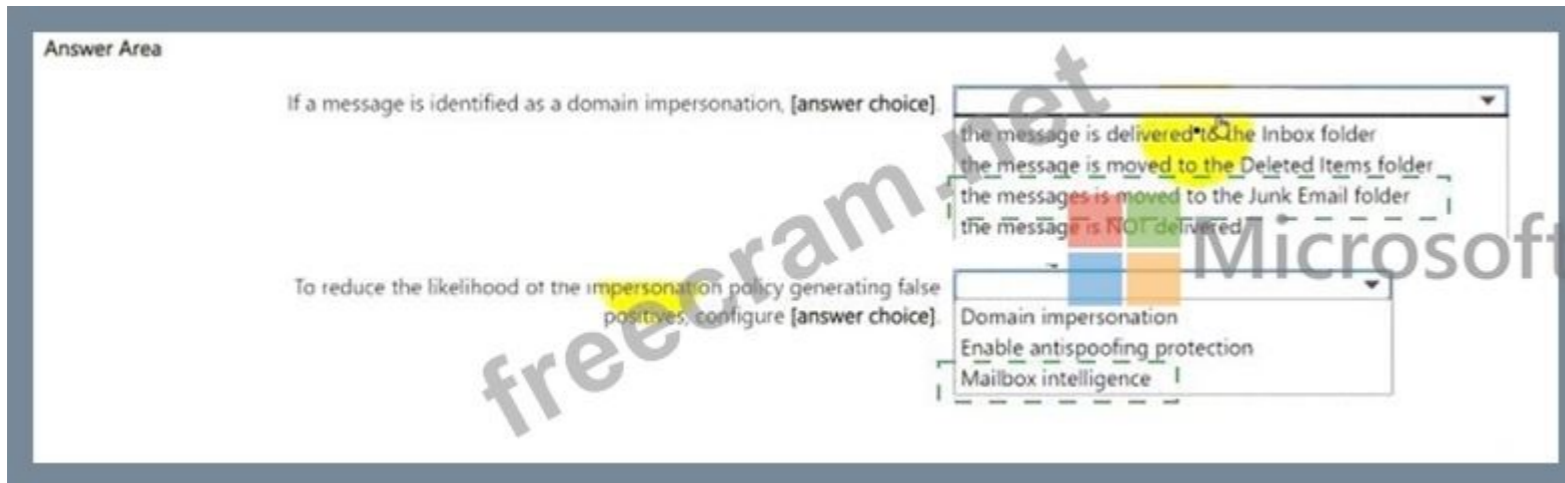 Answer Area
If a message is identified as a domain impersonation, [answer choice].
the message is delivered to the Inbox folder
the message is moved to the Deleted Items folder
the messages is moved to the Junk Email folder
the message is NOT delivered
To reduce the likelihood of the impersonation policy generating false
positives, configure [answer choice].
Domain impersonation
Enable antispoofing protection
Mailbox intelligence
freecram.net
Microsoft